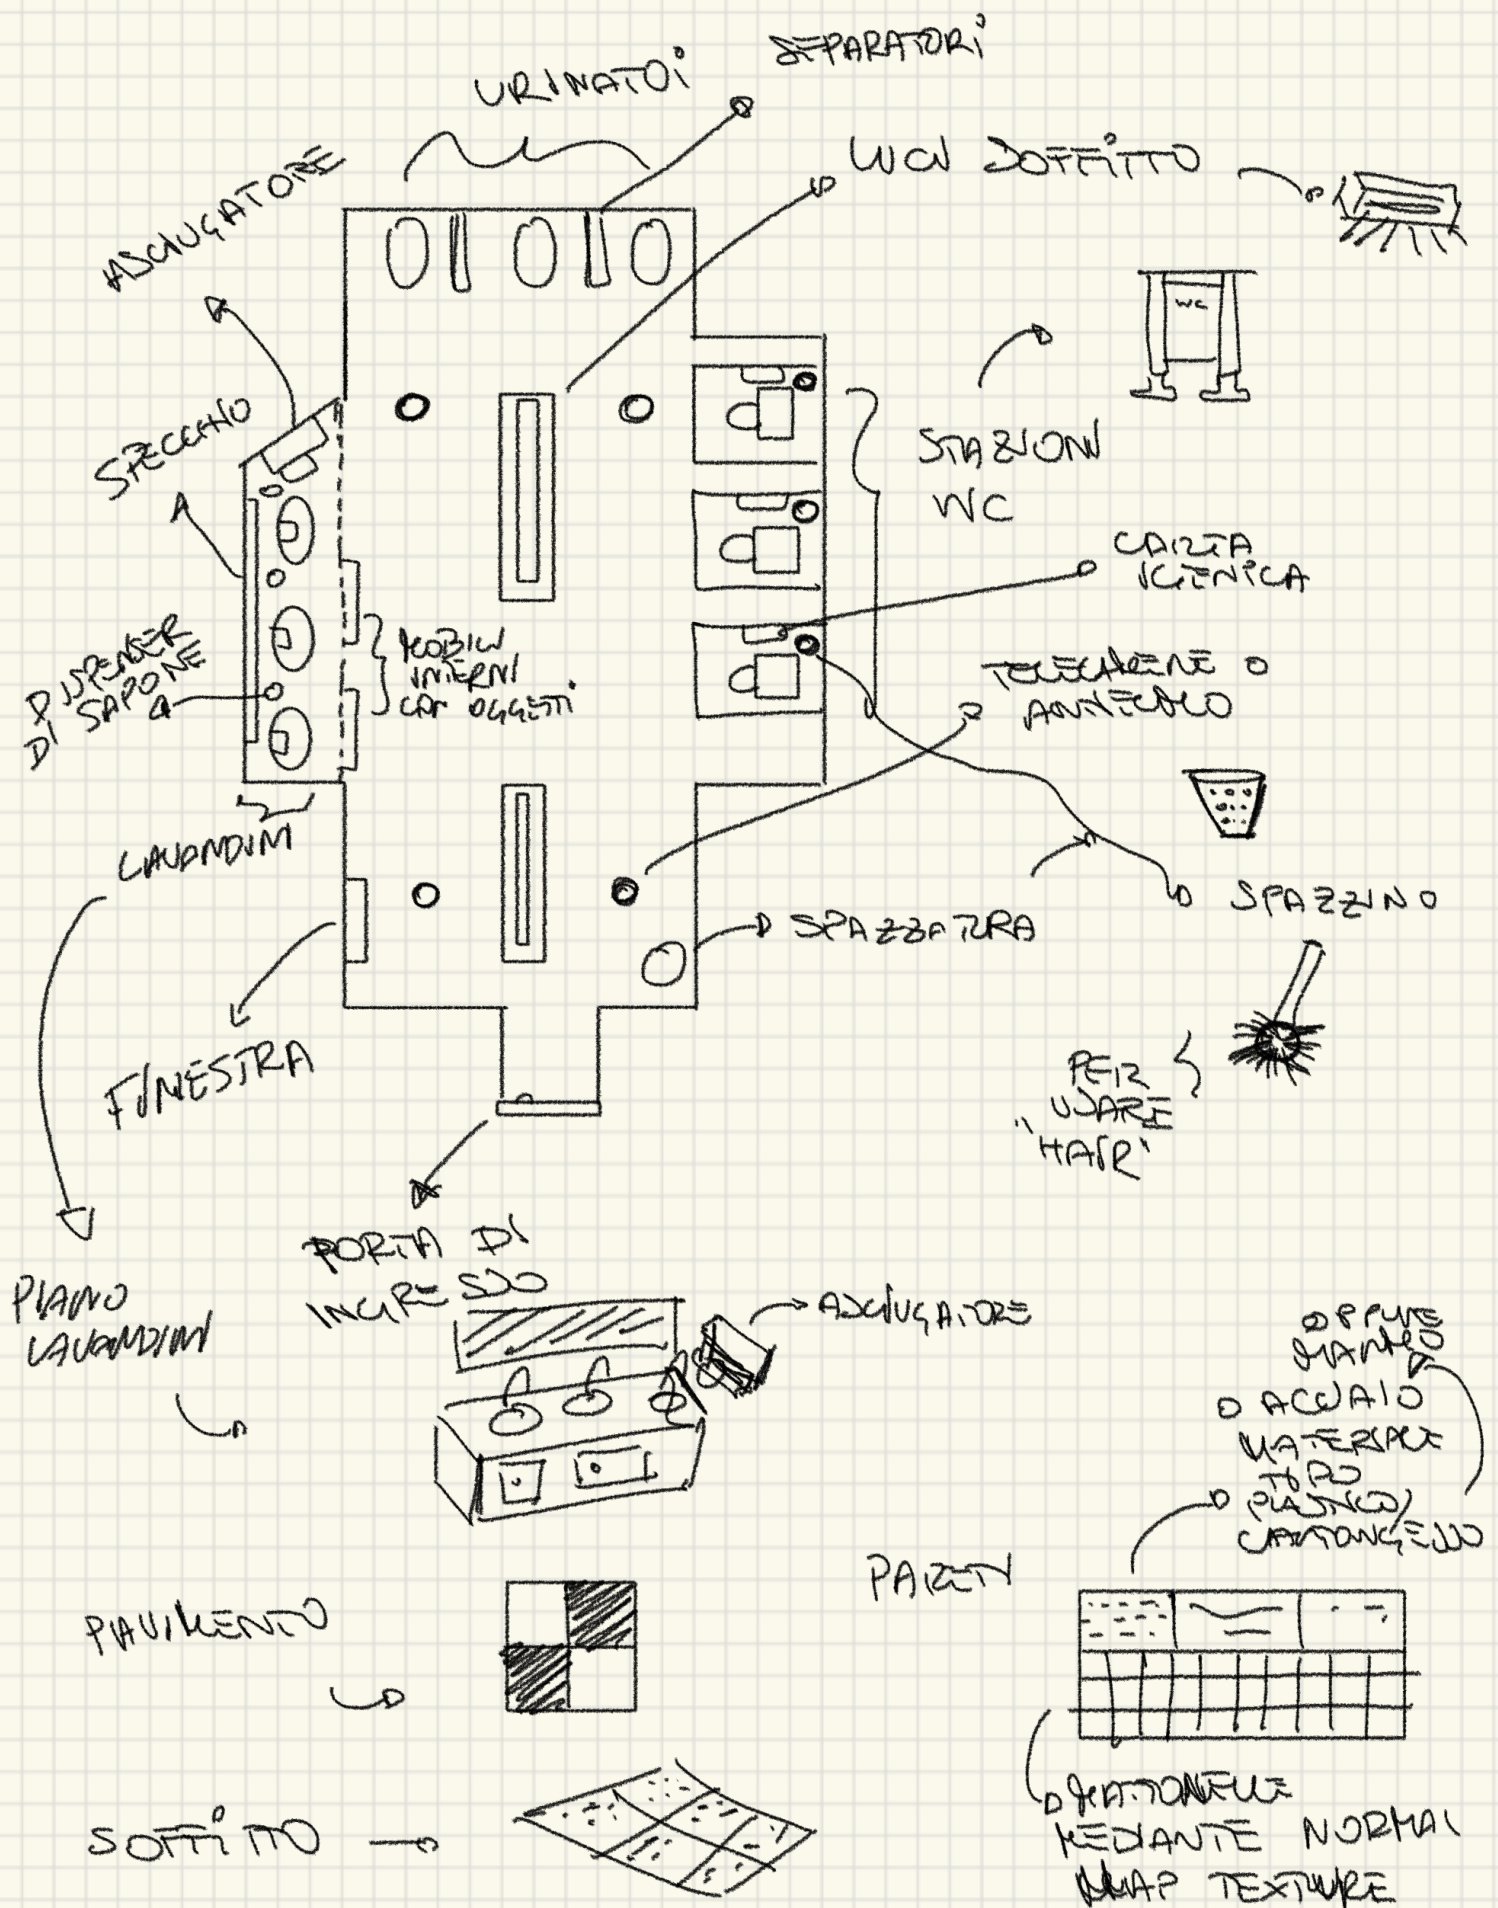 SEPARATORI
URINATOI
LUCI SOFFITTO
ASCIUGATORE
WC
SPECCHIO
STAZIONI
WC
CARTA
IGIENICA
DISPENSER
DI SAPONE
MOBILI
INTERNI
CAP OGGETTI
TELECAMERE O
ANNECOLO
LAVANDINI
SPAZZINO
SPAZZATURA
FINESTRA
PER
USARE
"HAIR"
PORTA DI
INGRESSO
PIANO
LAVANDINI
ASCIUGATORE
OPPURE
MARMO
ACCIAIO
MATERIALE
TIPO
PLASTICO/
CARTONGESSO
PARETI
PAVIMENTO
SOFFITTO
MATTONELLE
MEDIANTE NORMAL
MAP TEXTURE